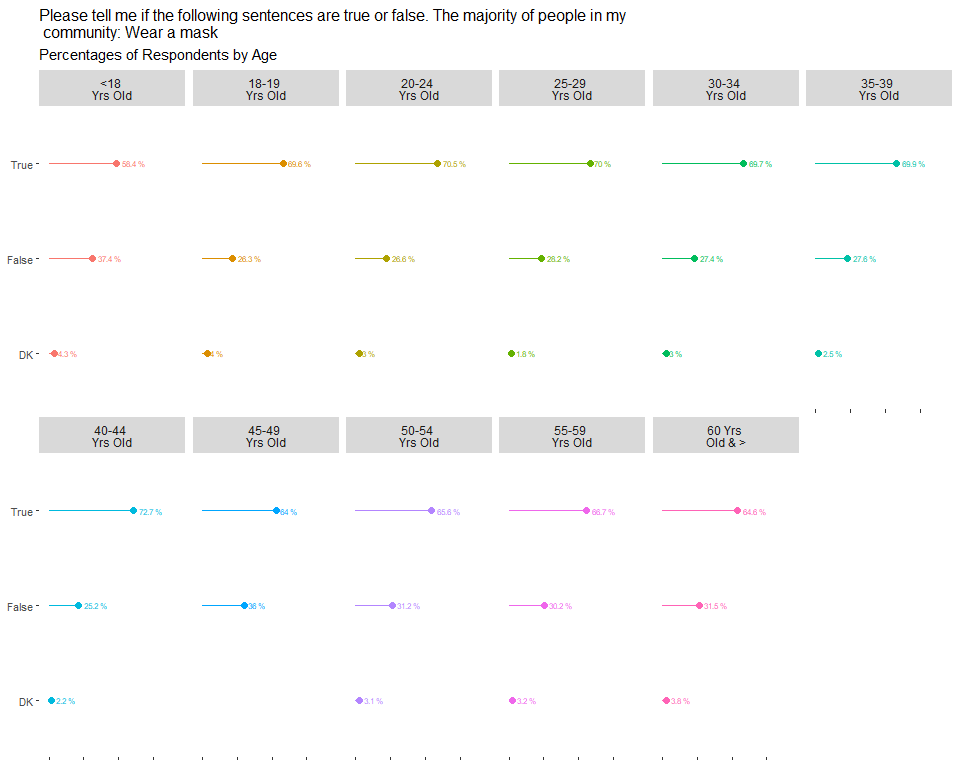 Please tell me if the following sentences are true or false. The majority of people in my
community: Wear a mask
Percentages of Respondents by Age
<18 Yrs Old
18-19 Yrs Old
20-24 Yrs Old
25-29 Yrs Old
30-34 Yrs Old
35-39 Yrs Old
True 58.4 % 69.6 % 70.5 % 70 % 69.7 % 69.9 %
False 37.4 % 26.3 % 26.6 % 28.2 % 27.4 % 27.6 %
DK 4.3 % 4 % 3 % 1.8 % 3 % 2.5 %
40-44 Yrs Old
45-49 Yrs Old
50-54 Yrs Old
55-59 Yrs Old
60 Yrs Old & >
True 72.7 % 64 % 65.6 % 66.7 % 64.6 %
False 25.2 % 36 % 31.2 % 30.2 % 31.5 %
DK 2.2 % 3.1 % 3.2 % 3.8 %